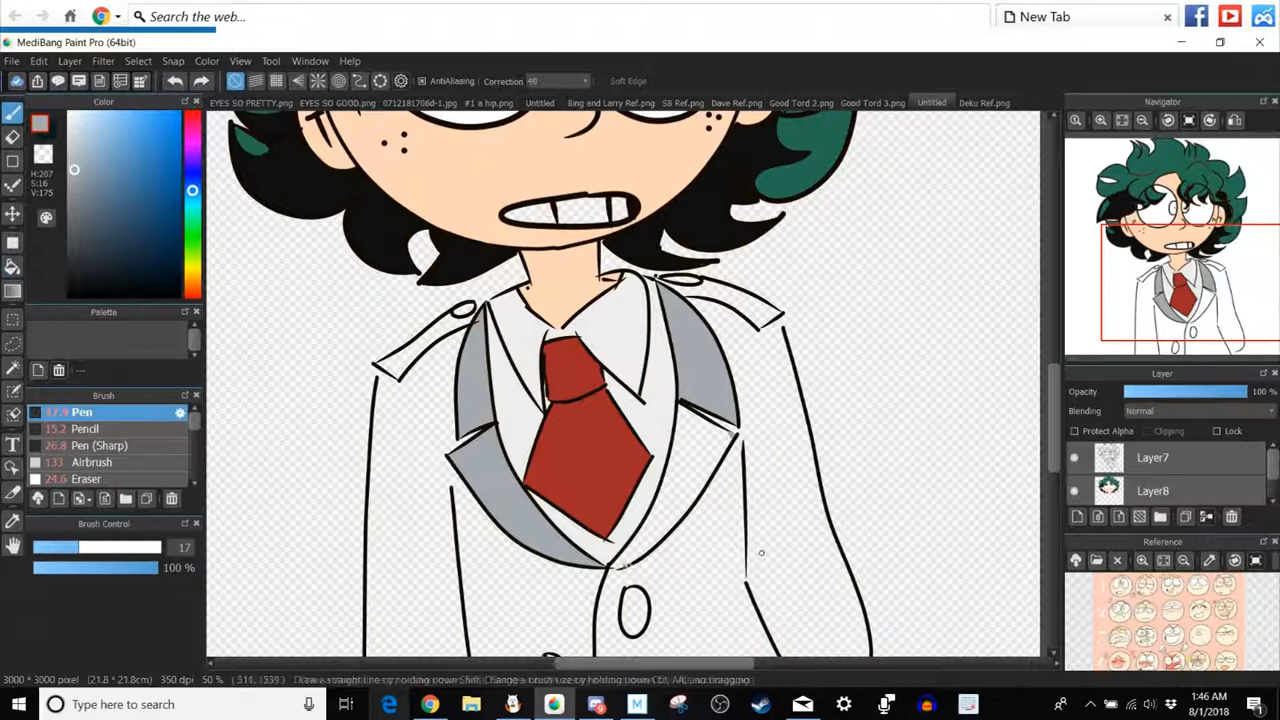 Search the web...
New Tab
MediBang Paint Pro (64bit)
File Edit Layer Filter Select Snap Color View Tool Window Help
AntiAliasing Correction 40 Soft Edge
Color
EYES SO PRETTY.png EYES SO GOOD.png 0712181706d-1.jpg #1 a hip.png Untitled Bing and Larry Ref.png S8 Ref.png Dave Ref.png Good Tord 2.png Good Tord 3.png Untitled Deku Ref.png
Navigator
H:207
S:16
V:175
Palette
---
Brush
17.9 Pen
15.2 Pencil
26.8 Pen (Sharp)
133 Airbrush
24.6 Eraser
Brush Control
17
100 %
Layer
Opacity 100 %
Blending Normal
Protect Alpha Clipping Lock
Layer7
Layer8
Reference
3000 * 3000 pixel (21.8 * 21.8cm) 350 dpi 50 %
Type here to search
1:46 AM
8/1/2018